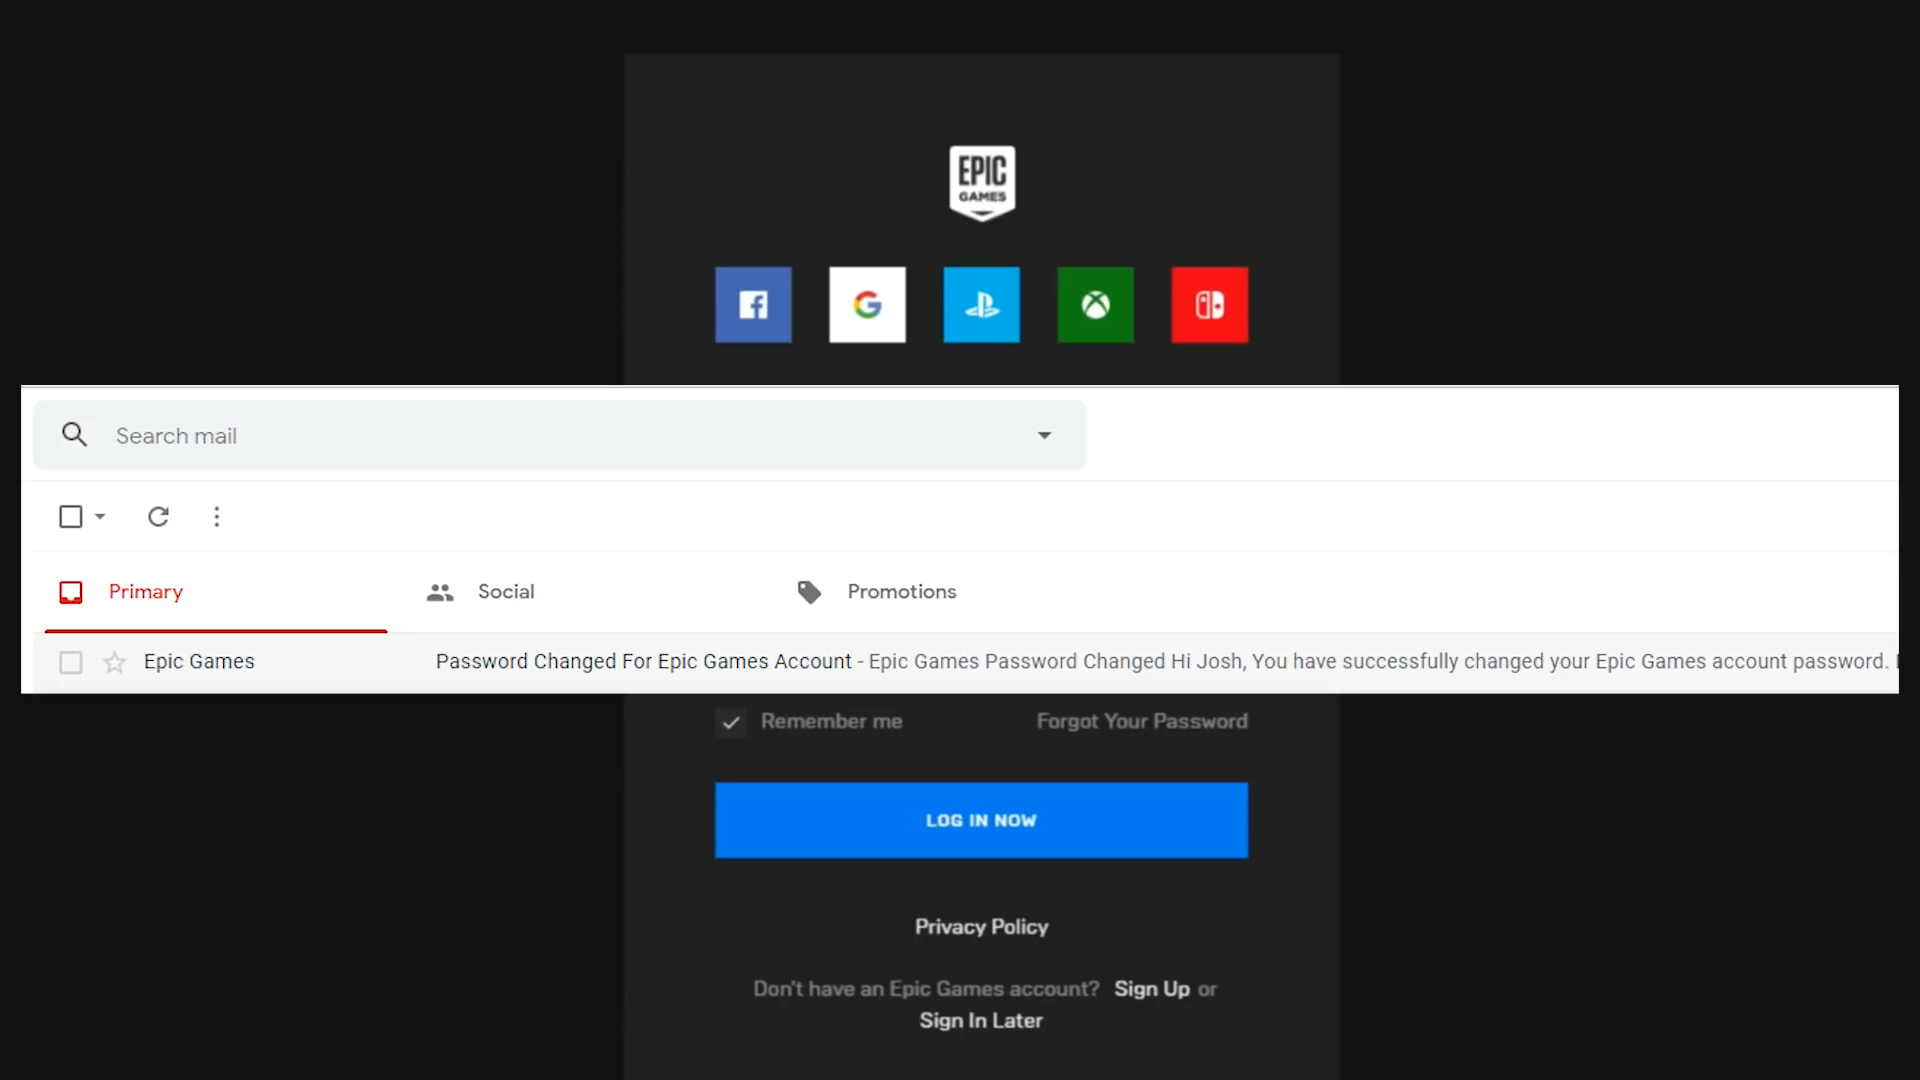 EPIC
GAMES
Search mail
Primary
Social
Promotions
Epic Games
Password Changed For Epic Games Account - Epic Games Password Changed Hi Josh, You have successfully changed your Epic Games account password.
Remember me
Forgot Your Password
LOG IN NOW
Privacy Policy
Don't have an Epic Games account? Sign Up or
Sign In Later